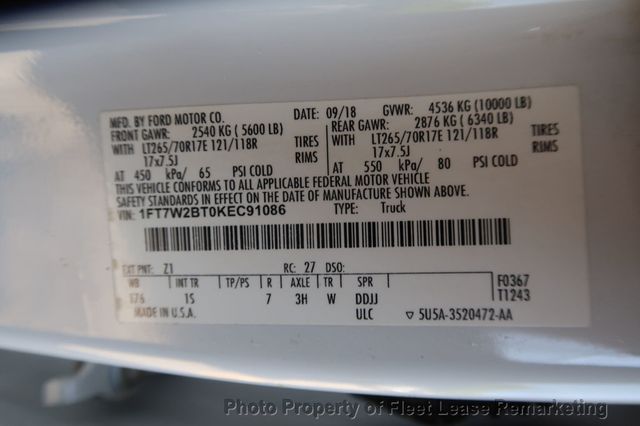 MFD. BY FORD MOTOR CO. DATE: 09/18 GVWR: 4536 KG (10000 LB)
FRONT GAWR: 2540 KG ( 5600 LB) REAR GAWR: 2876 KG ( 6340 LB)
WITH LT265/70R17E 121/118R TIRES WITH LT265/70R17E 121/118R TIRES
17x7.5J RIMS 17x7.5J RIMS
AT 450 kPa/ 65 PSI COLD AT 550 kPa/ 80 PSI COLD
THIS VEHICLE CONFORMS TO ALL APPLICABLE FEDERAL MOTOR VEHICLE
SAFETY STANDARDS IN EFFECT ON THE DATE OF MANUFACTURE SHOWN ABOVE.
VIN: 1FT7W2BT0KEC91086 TYPE: Truck
EXT PNT: Z1 RC: 27 DSO: F0367
WB INT TR TP/PS R AXLE TR SPR T1243
176 1S 7 3H W DDJJ
MADE IN U.S.A. ULC ▽ 5U5A-3520472-AA
Photo Property of Fleet Lease Remarketing